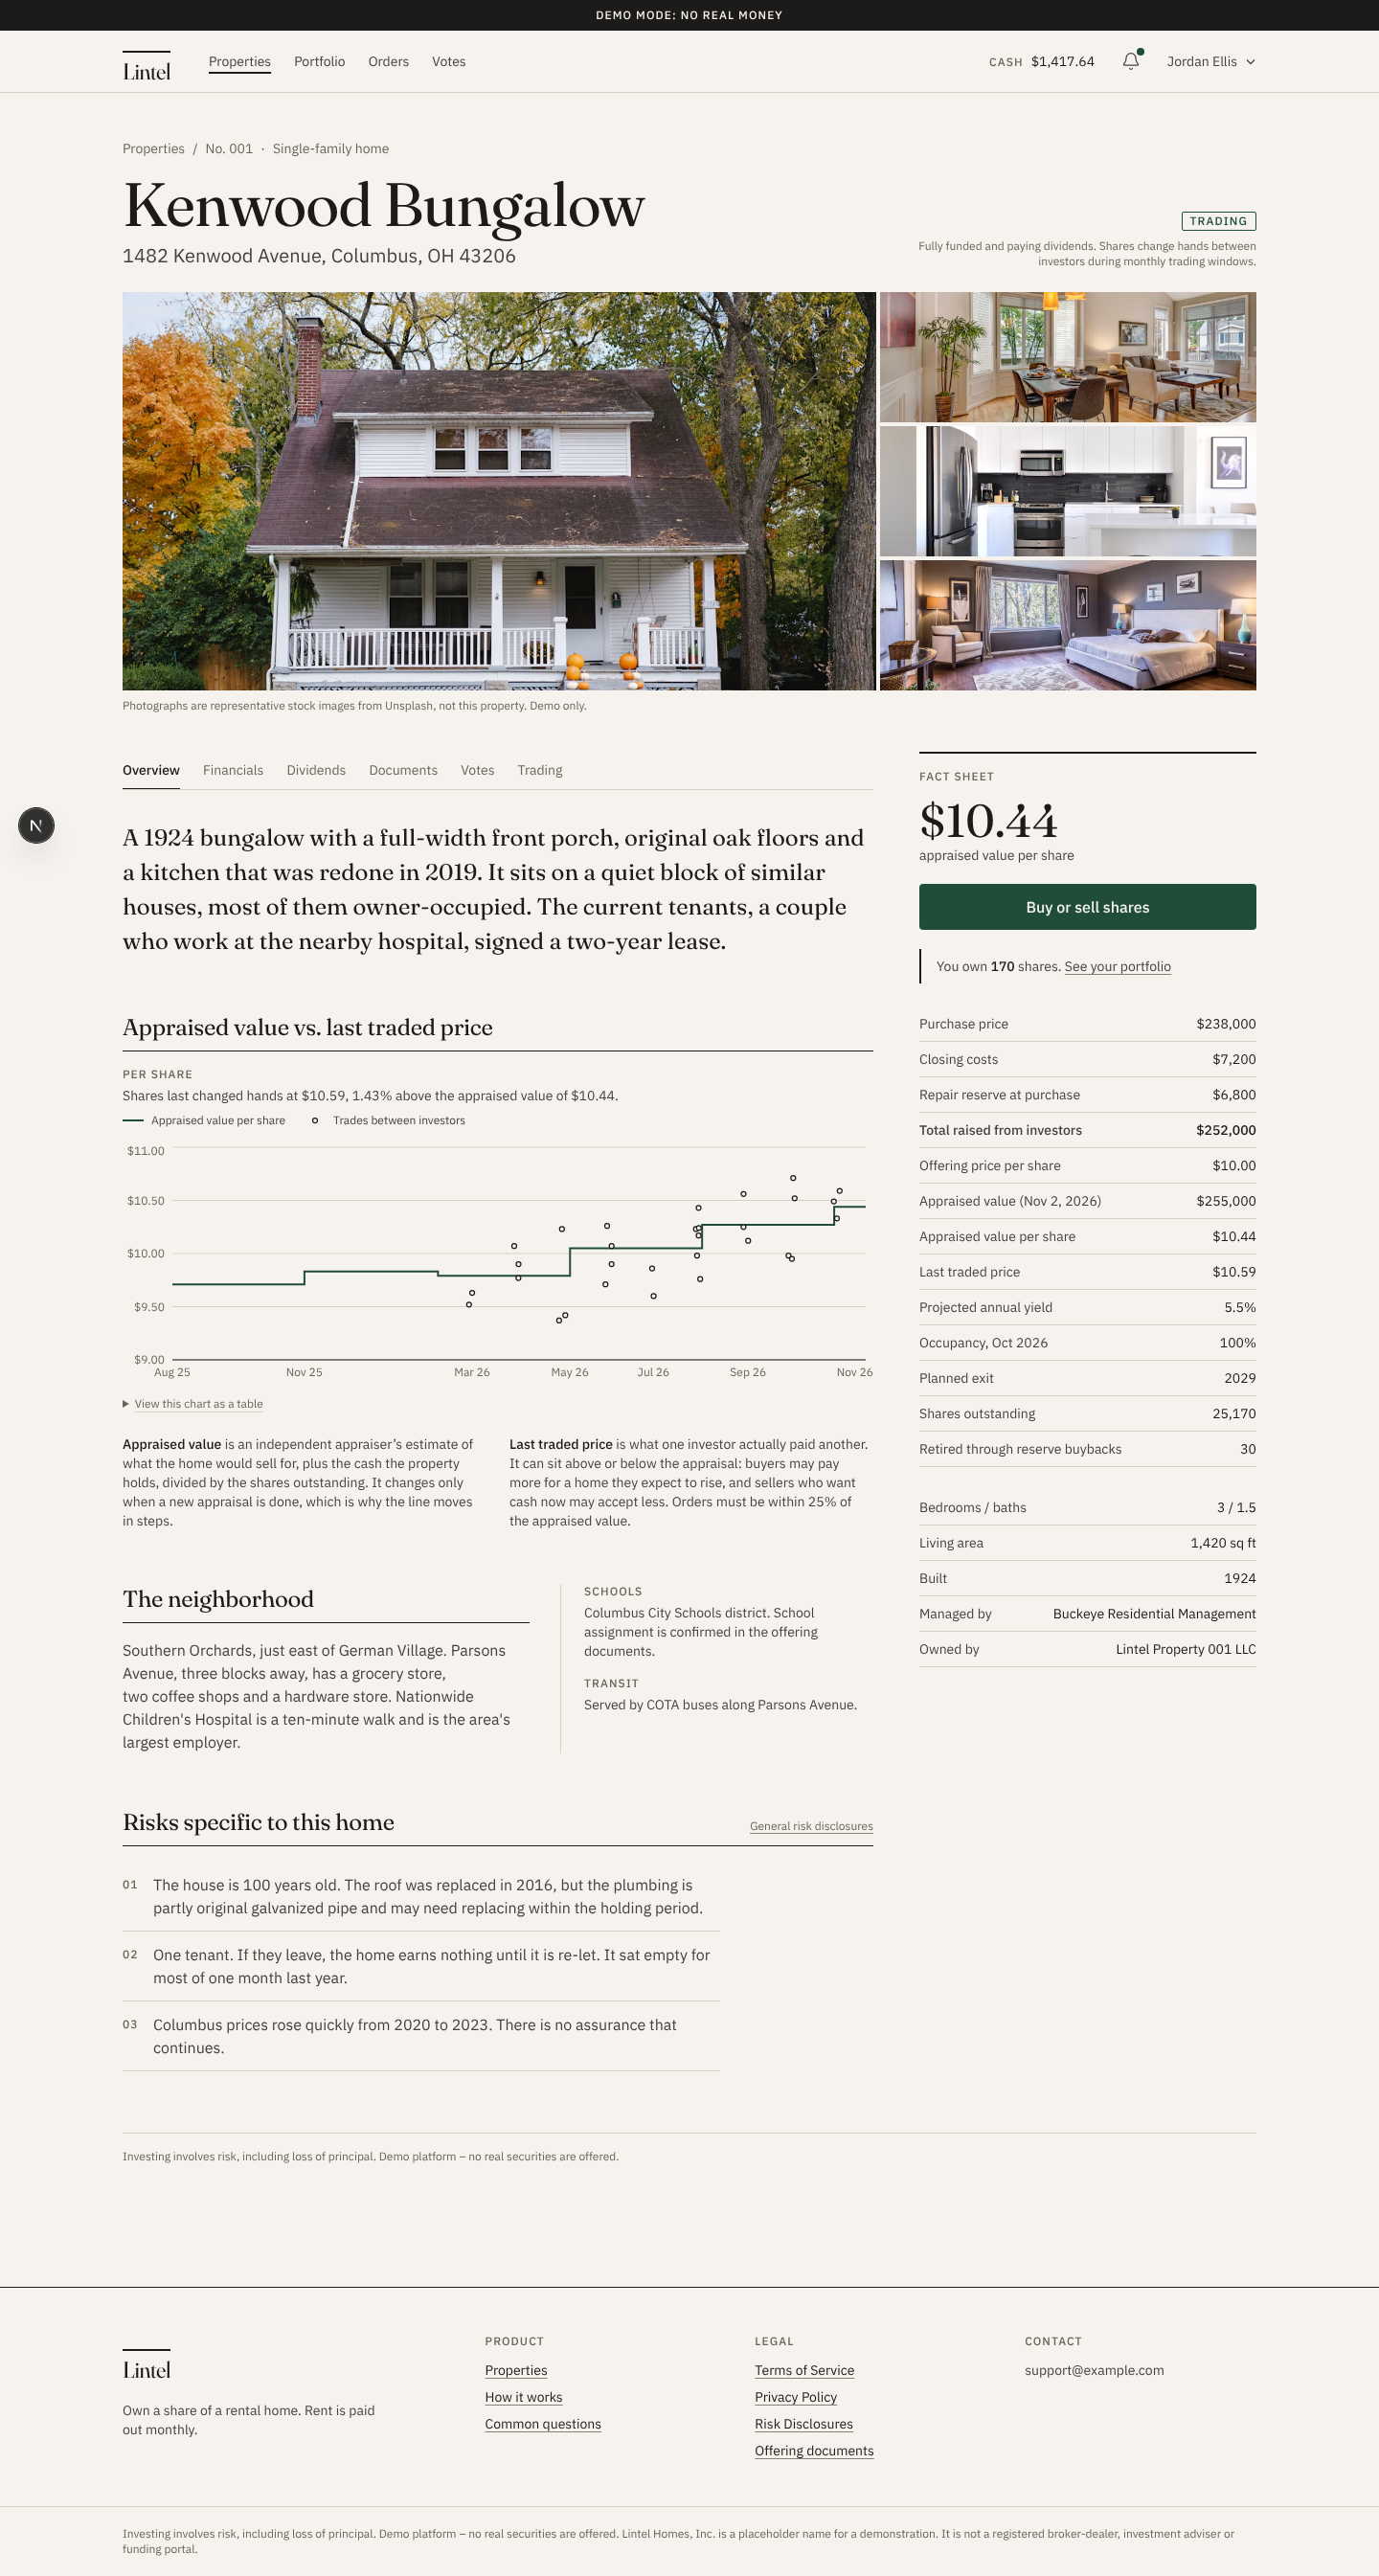 DEMO MODE: NO REAL MONEY
Lintel
Properties
Portfolio
Orders
Votes
CASH $1,417.64
Jordan Ellis
Properties / No. 001 · Single-family home
Kenwood Bungalow
1482 Kenwood Avenue, Columbus, OH 43206
TRADING
Fully funded and paying dividends. Shares change hands between
investors during monthly trading windows.
Photographs are representative stock images from Unsplash, not this property. Demo only.
Overview
Financials
Dividends
Documents
Votes
Trading
N
A 1924 bungalow with a full-width front porch, original oak floors and
a kitchen that was redone in 2019. It sits on a quiet block of similar
houses, most of them owner-occupied. The current tenants, a couple
who work at the nearby hospital, signed a two-year lease.
Appraised value vs. last traded price
PER SHARE
Shares last changed hands at $10.59, 1.43% above the appraised value of $10.44.
Appraised value per share
Trades between investors
$11.00
$10.50
$10.00
$9.50
$9.00
Aug 25
Nov 25
Mar 26
May 26
Jul 26
Sep 26
Nov 26
View this chart as a table
Appraised value is an independent appraiser’s estimate of
what the home would sell for, plus the cash the property
holds, divided by the shares outstanding. It changes only
when a new appraisal is done, which is why the line moves
in steps.
Last traded price is what one investor actually paid another.
It can sit above or below the appraisal: buyers may pay
more for a home they expect to rise, and sellers who want
cash now may accept less. Orders must be within 25% of
the appraised value.
The neighborhood
Southern Orchards, just east of German Village. Parsons
Avenue, three blocks away, has a grocery store,
two coffee shops and a hardware store. Nationwide
Children's Hospital is a ten-minute walk and is the area's
largest employer.
SCHOOLS
Columbus City Schools district. School
assignment is confirmed in the offering
documents.
TRANSIT
Served by COTA buses along Parsons Avenue.
Risks specific to this home
General risk disclosures
01 The house is 100 years old. The roof was replaced in 2016, but the plumbing is
partly original galvanized pipe and may need replacing within the holding period.
02 One tenant. If they leave, the home earns nothing until it is re-let. It sat empty for
most of one month last year.
03 Columbus prices rose quickly from 2020 to 2023. There is no assurance that
continues.
FACT SHEET
$10.44
appraised value per share
Buy or sell shares
You own 170 shares. See your portfolio
Purchase price $238,000
Closing costs $7,200
Repair reserve at purchase $6,800
Total raised from investors $252,000
Offering price per share $10.00
Appraised value (Nov 2, 2026) $255,000
Appraised value per share $10.44
Last traded price $10.59
Projected annual yield 5.5%
Occupancy, Oct 2026 100%
Planned exit 2029
Shares outstanding 25,170
Retired through reserve buybacks 30
Bedrooms / baths 3 / 1.5
Living area 1,420 sq ft
Built 1924
Managed by Buckeye Residential Management
Owned by Lintel Property 001 LLC
Investing involves risk, including loss of principal. Demo platform – no real securities are offered.
Lintel
Own a share of a rental home. Rent is paid
out monthly.
PRODUCT
Properties
How it works
Common questions
LEGAL
Terms of Service
Privacy Policy
Risk Disclosures
Offering documents
CONTACT
support@example.com
Investing involves risk, including loss of principal. Demo platform – no real securities are offered. Lintel Homes, Inc. is a placeholder name for a demonstration. It is not a registered broker-dealer, investment adviser or
funding portal.